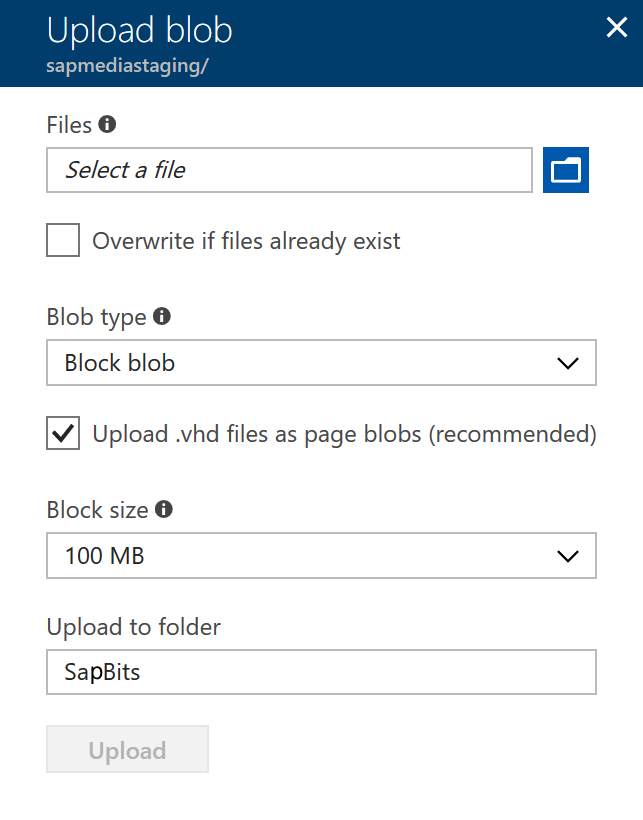 Upload blob
sapmediastaging/
Files
Select a file
Overwrite if files already exist
Blob type
Block blob
Upload .vhd files as page blobs (recommended)
Block size
100 MB
Upload to folder
SapBits
Upload